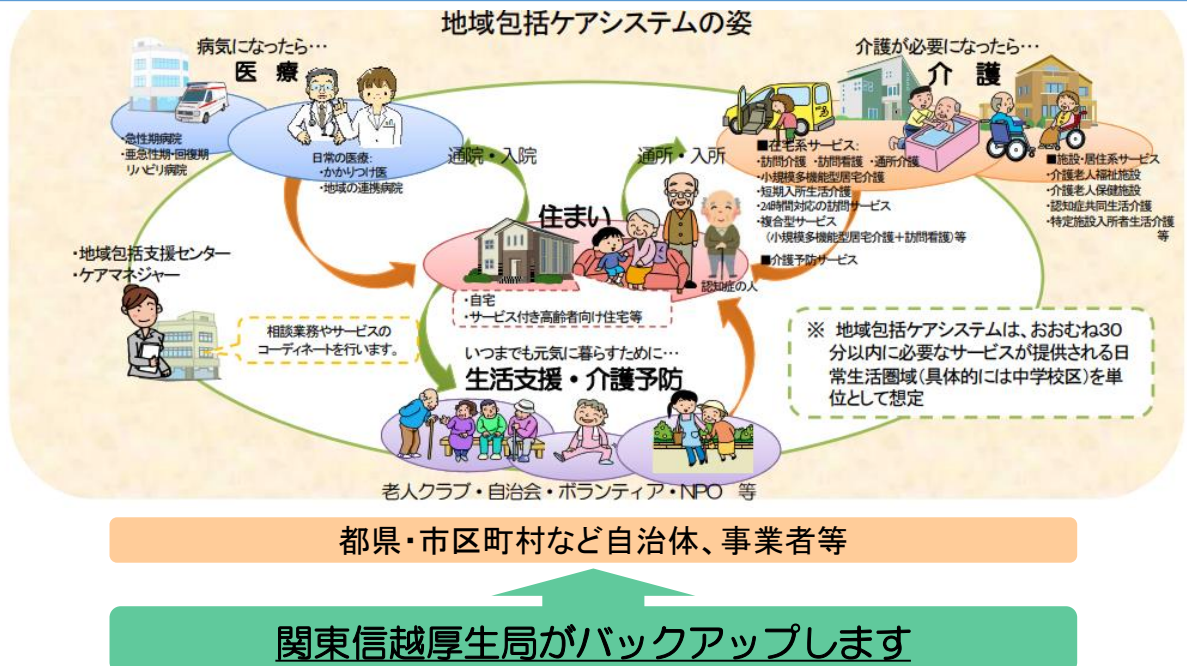 地域包括ケアシステムの姿
病気になったら…
医 療
・急性期病院
・亜急性期・回復期
リハビリ病院
日常の医療:
・かかりつけ医
・地域の連携病院
通院・入院
通所・入所
介護が必要になったら…
介 護
■在宅系サービス:
・訪問介護 ・訪問看護 ・通所介護
・小規模多機能型居宅介護
・短期入所生活介護
・24時間対応の訪問サービス
・複合型サービス
(小規模多機能型居宅介護+訪問看護)等
■介護予防サービス
■施設・居住系サービス
・介護老人福祉施設
・介護老人保健施設
・認知症共同生活介護
・特定施設入所者生活介護
等
住まい
認知症の人
・自宅
・サービス付き高齢者向け住宅等
・地域包括支援センター
・ケアマネジャー
相談業務やサービスの
コーディネートを行います。
いつまでも元気に暮らすために…
生活支援・介護予防
老人クラブ・自治会・ボランティア・NPO 等
※ 地域包括ケアシステムは、おおむね30
分以内に必要なサービスが提供される日
常生活圏域(具体的には中学校区)を単
位として想定
都県・市区町村など自治体、事業者等
関東信越厚生局がバックアップします